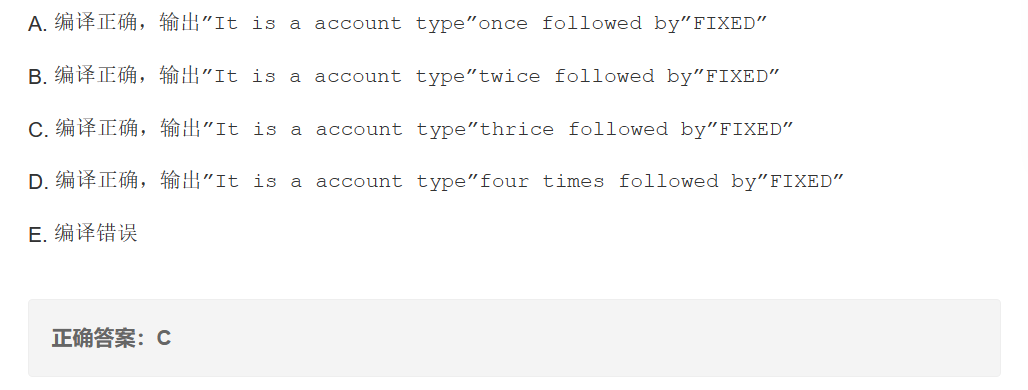 A. 编译正确，输出”It is a account type”once followed by”FIXED”
B. 编译正确，输出”It is a account type”twice followed by”FIXED”
C. 编译正确，输出”It is a account type”thrice followed by”FIXED”
D. 编译正确，输出”It is a account type”four times followed by”FIXED”
E. 编译错误
正确答案：C